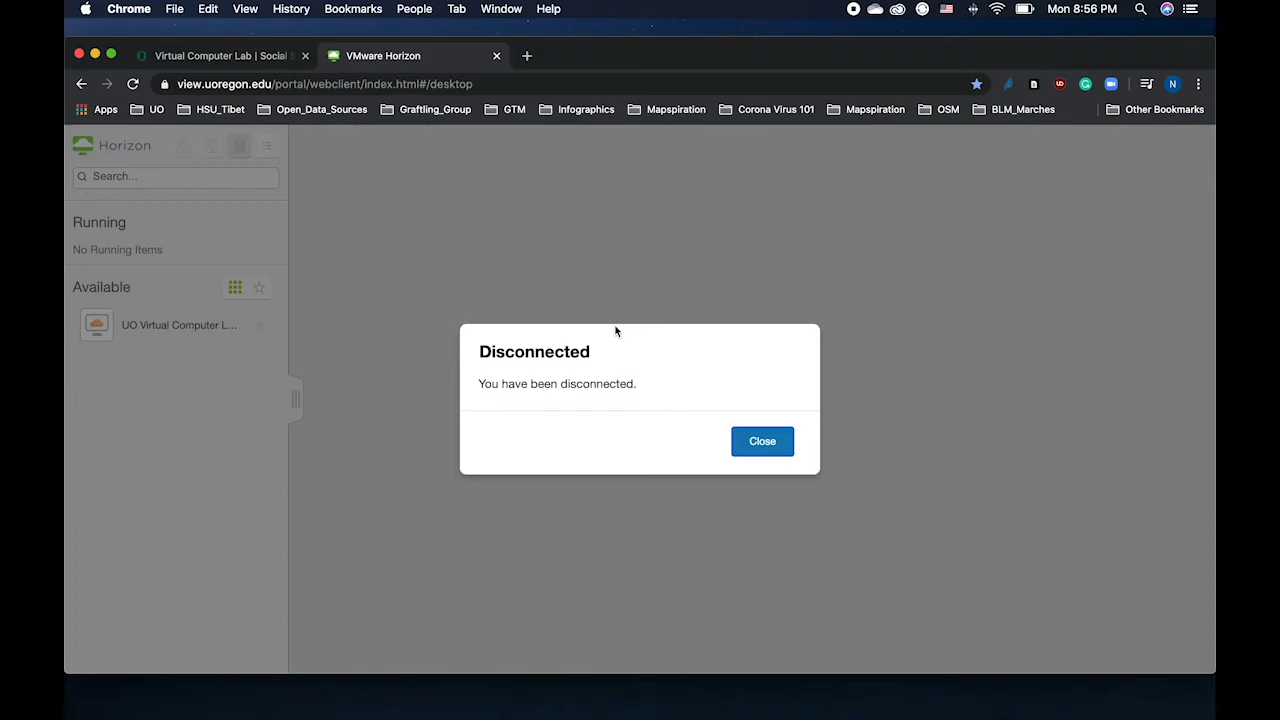 Chrome File Edit View History Bookmarks People Tab Window Help Mon 8:56 PM
Virtual Computer Lab | Social S VMware Horizon
view.uoregon.edu/portal/webclient/index.html#/desktop N
Apps UO HSU_Tibet Open_Data_Sources Graftling_Group GTM Infographics Mapspiration Corona Virus 101 Mapspiration OSM BLM_Marches Other Bookmarks
Horizon
Search...
Running
No Running Items
Available
UO Virtual Computer L...
Disconnected
You have been disconnected.
Close